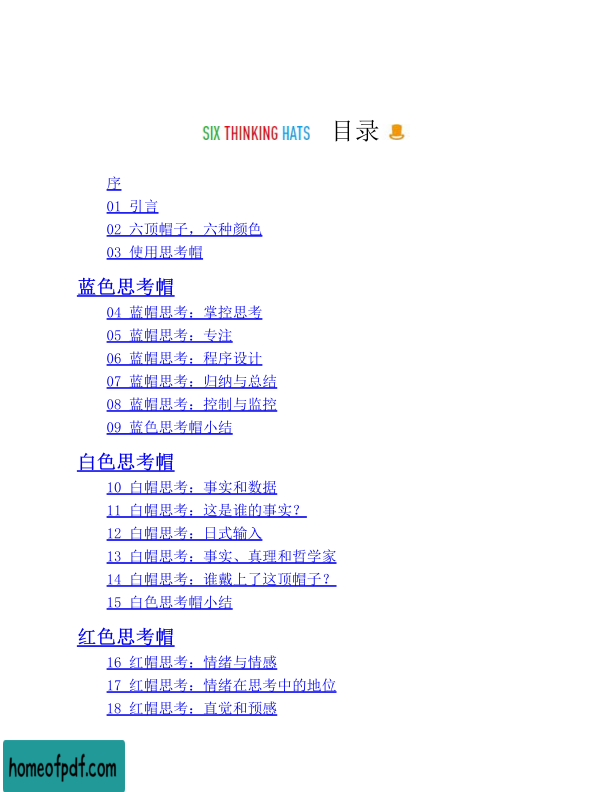 SIX THINKING HATS 目录
序
01 引言
02 六顶帽子，六种颜色
03 使用思考帽
蓝色思考帽
04 蓝帽思考：掌控思考
05 蓝帽思考：专注
06 蓝帽思考：程序设计
07 蓝帽思考：归纳与总结
08 蓝帽思考：控制与监控
09 蓝色思考帽小结
白色思考帽
10 白帽思考：事实和数据
11 白帽思考：这是谁的事实？
12 白帽思考：日式输入
13 白帽思考：事实、真理和哲学家
14 白帽思考：谁戴上了这顶帽子？
15 白色思考帽小结
红色思考帽
16 红帽思考：情绪与情感
17 红帽思考：情绪在思考中的地位
18 红帽思考：直觉和预感
homeofpdf.com